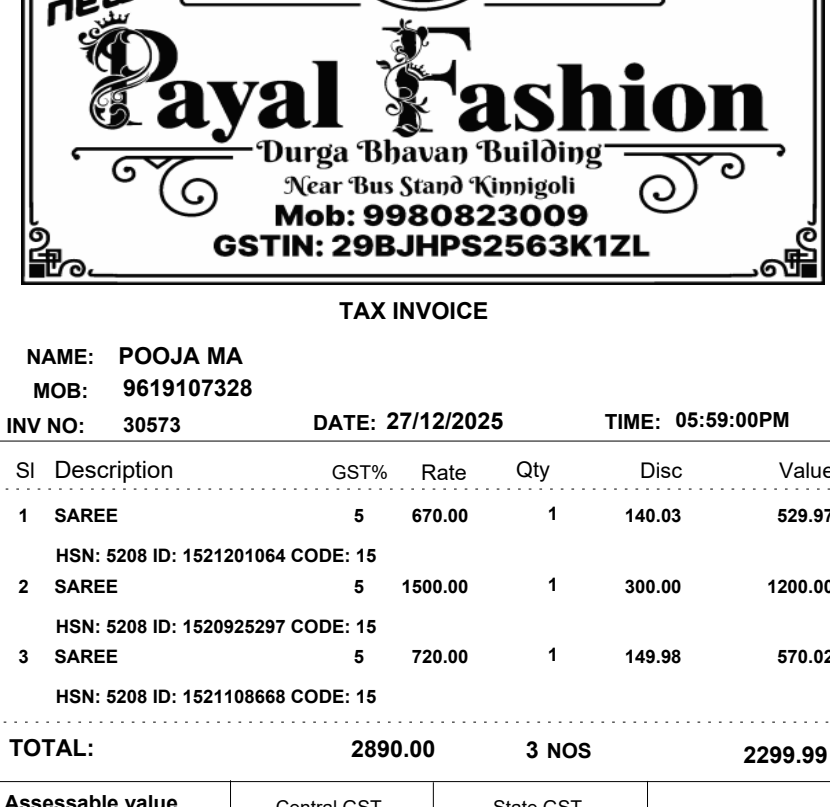 new
Payal Fashion
Durga Bhavan Building
Near Bus Stand Kinnigoli
Mob: 9980823009
GSTIN: 29BJHPS2563K1ZL
TAX INVOICE
NAME: POOJA MA
MOB: 9619107328
INV NO: 30573 DATE: 27/12/2025 TIME: 05:59:00PM
Sl Description GST% Rate Qty Disc Value
1 SAREE 5 670.00 1 140.03 529.97
HSN: 5208 ID: 1521201064 CODE: 15
2 SAREE 5 1500.00 1 300.00 1200.00
HSN: 5208 ID: 1520925297 CODE: 15
3 SAREE 5 720.00 1 149.98 570.02
HSN: 5208 ID: 1521108668 CODE: 15
TOTAL: 2890.00 3 NOS 2299.99
Assessable value Central GST State GST